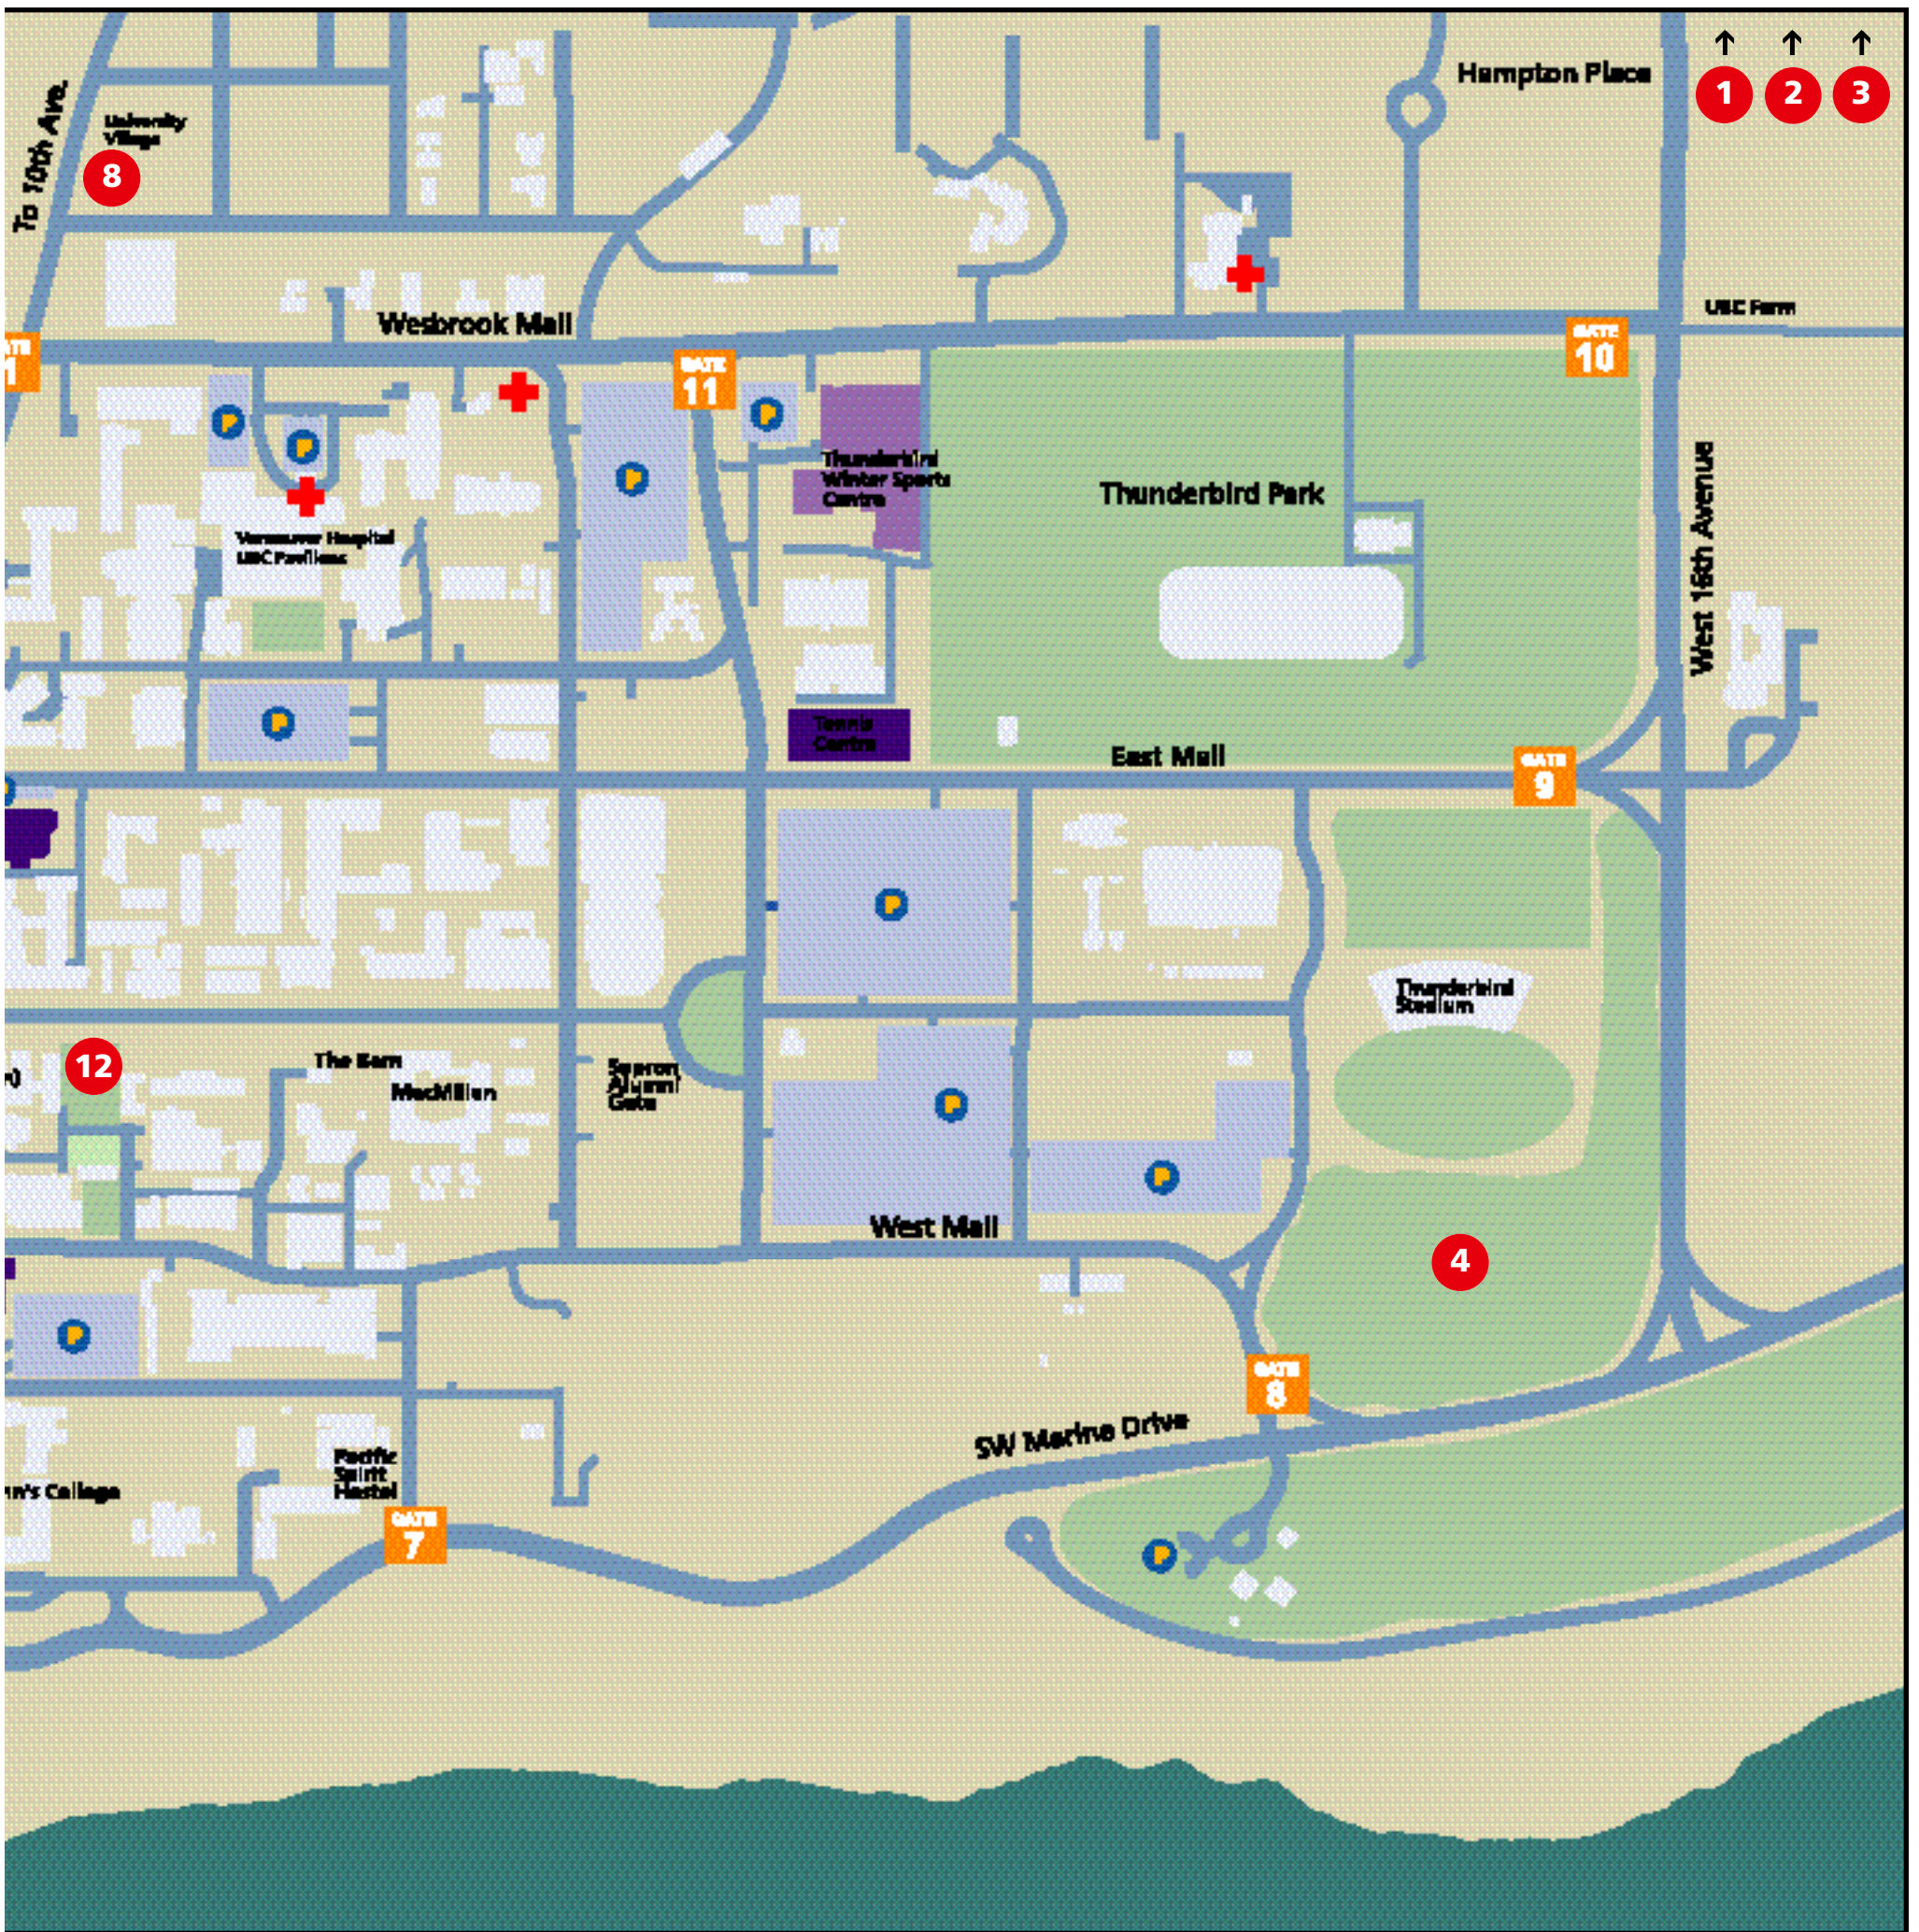 ↑ ↑ ↑
1 2 3
Hampton Place
To 10th Ave.
University
Village
8
UBC Farm
Wesbrook Mall
GATE
10
GATE
11
Thunderbird
Winter Sports
Centre
Thunderbird Park
West 16th Avenue
Vancouver Hospital
UBC Pavilions
Tennis
Centre
East Mall
GATE
9
Thunderbird
Stadium
12
The Barn
MacMillan
Alumni
Gate
West Mall
4
GATE
8
SW Marine Drive
Pacific
Spirit
Hostel
n's College
GATE
7